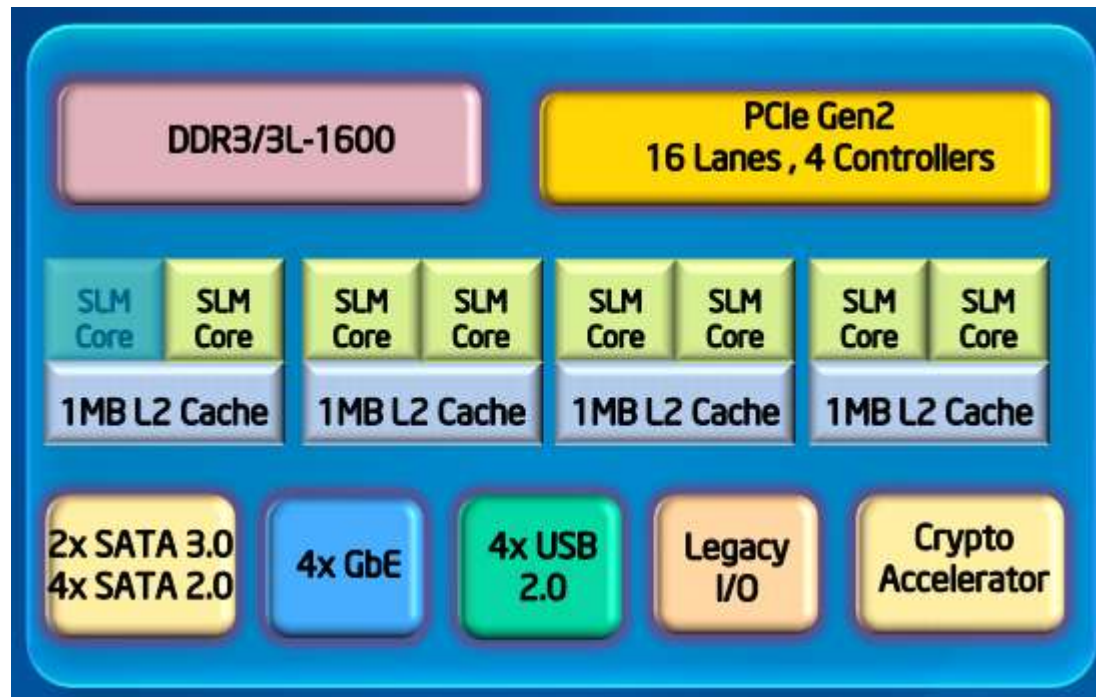 DDR3/3L-1600
PCIe Gen2
16 Lanes , 4 Controllers
SLM
Core
SLM
Core
SLM
Core
SLM
Core
SLM
Core
SLM
Core
SLM
Core
SLM
Core
1MB L2 Cache
1MB L2 Cache
1MB L2 Cache
1MB L2 Cache
2x SATA 3.0
4x SATA 2.0
4x GbE
4x USB
2.0
Legacy
I/O
Crypto
Accelerator